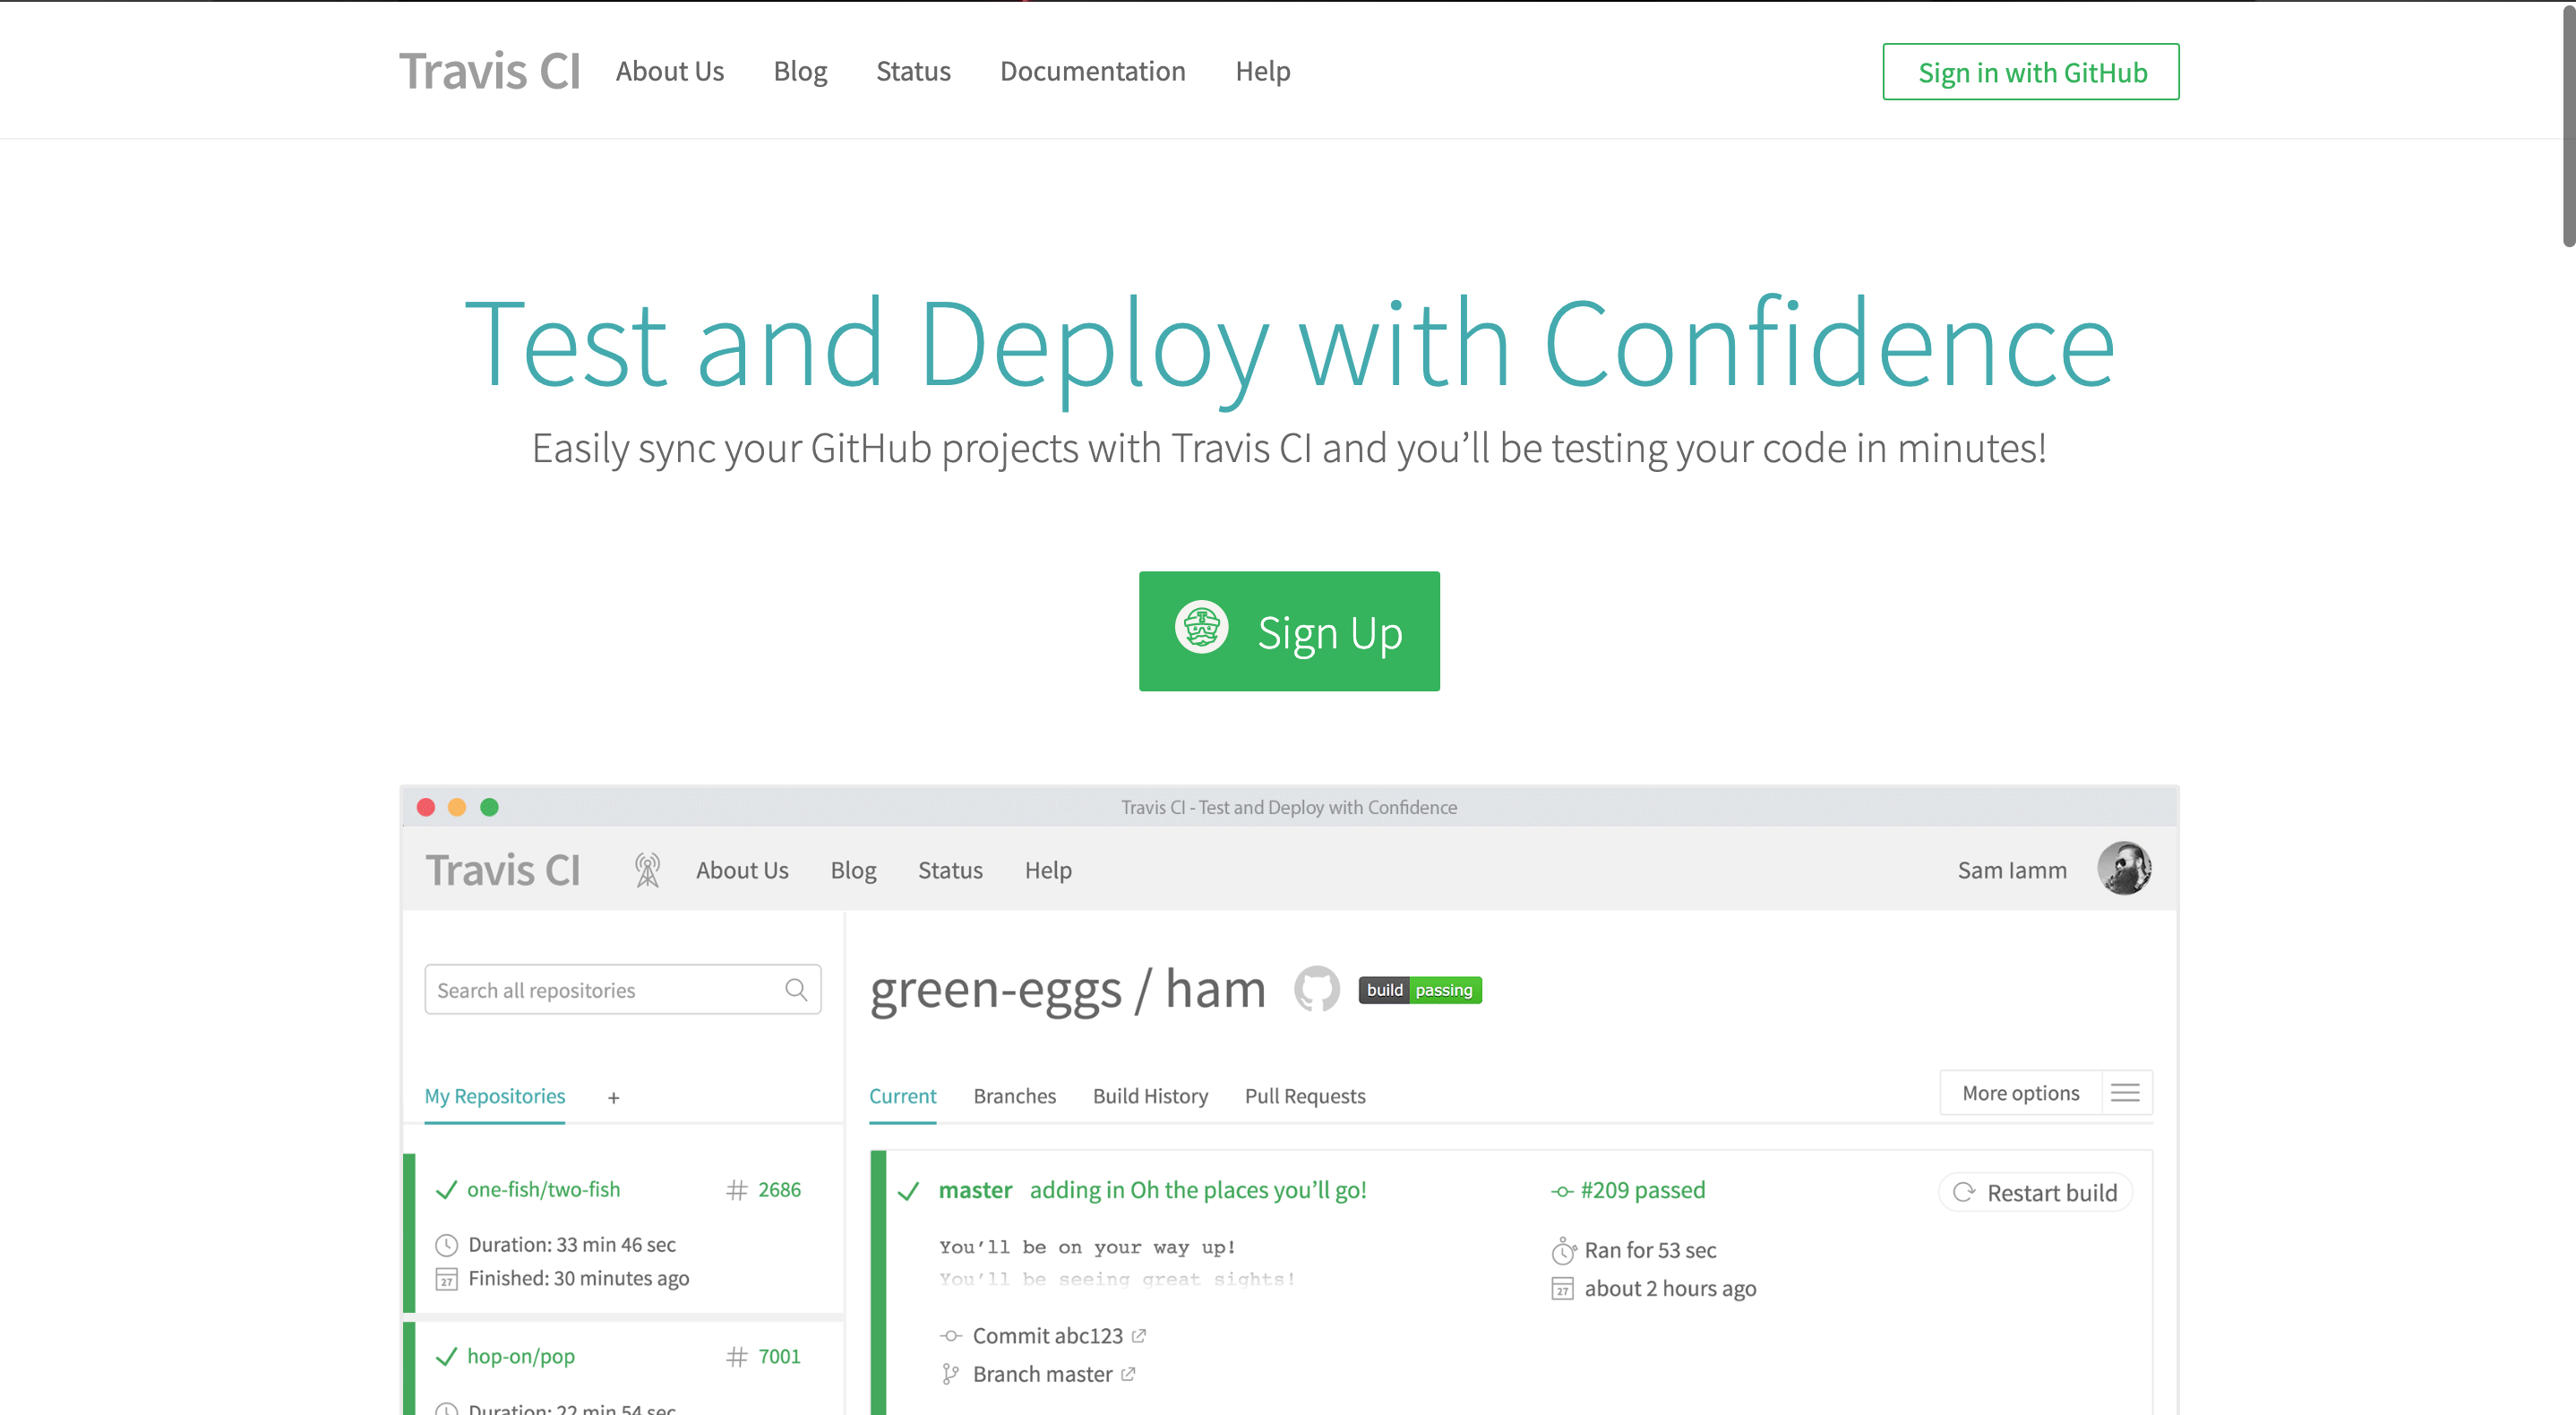 Travis CI About Us Blog Status Documentation Help Sign in with GitHub
Test and Deploy with Confidence
Easily sync your GitHub projects with Travis CI and you’ll be testing your code in minutes!
Sign Up
Travis CI - Test and Deploy with Confidence
Travis CI About Us Blog Status Help Sam Iamm
Search all repositories
green-eggs / ham build passing
My Repositories +
Current Branches Build History Pull Requests More options
one-fish/two-fish # 2686
Duration: 33 min 46 sec
27 Finished: 30 minutes ago
hop-on/pop # 7001
Duration: 22 min 54 sec
master adding in Oh the places you’ll go! #209 passed Restart build
You’ll be on your way up!
You’ll be seeing great sights!
Ran for 53 sec
27 about 2 hours ago
Commit abc123
Branch master